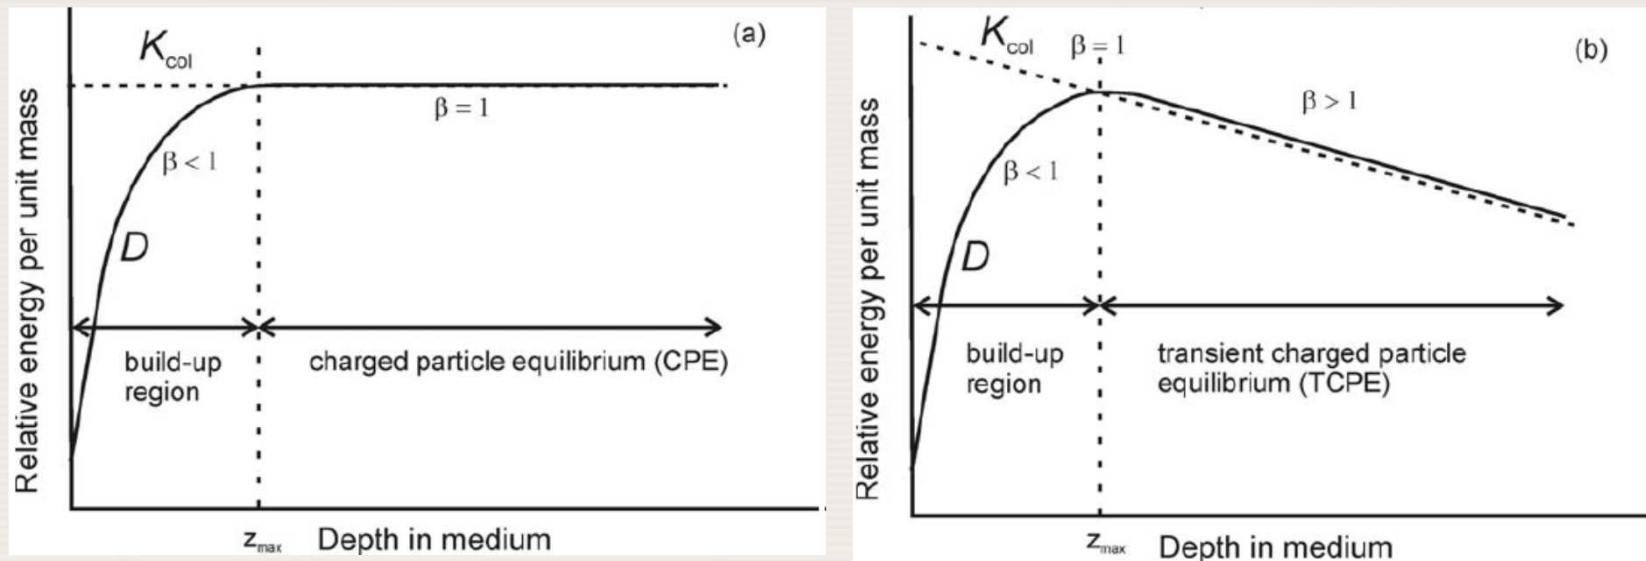 (a)
K_col
β = 1
β < 1
D
Relative energy per unit mass
build-up
region
charged particle equilibrium (CPE)
z_max
Depth in medium
(b)
K_col
β = 1
β > 1
β < 1
D
Relative energy per unit mass
build-up
region
transient charged particle
equilibrium (TCPE)
z_max
Depth in medium